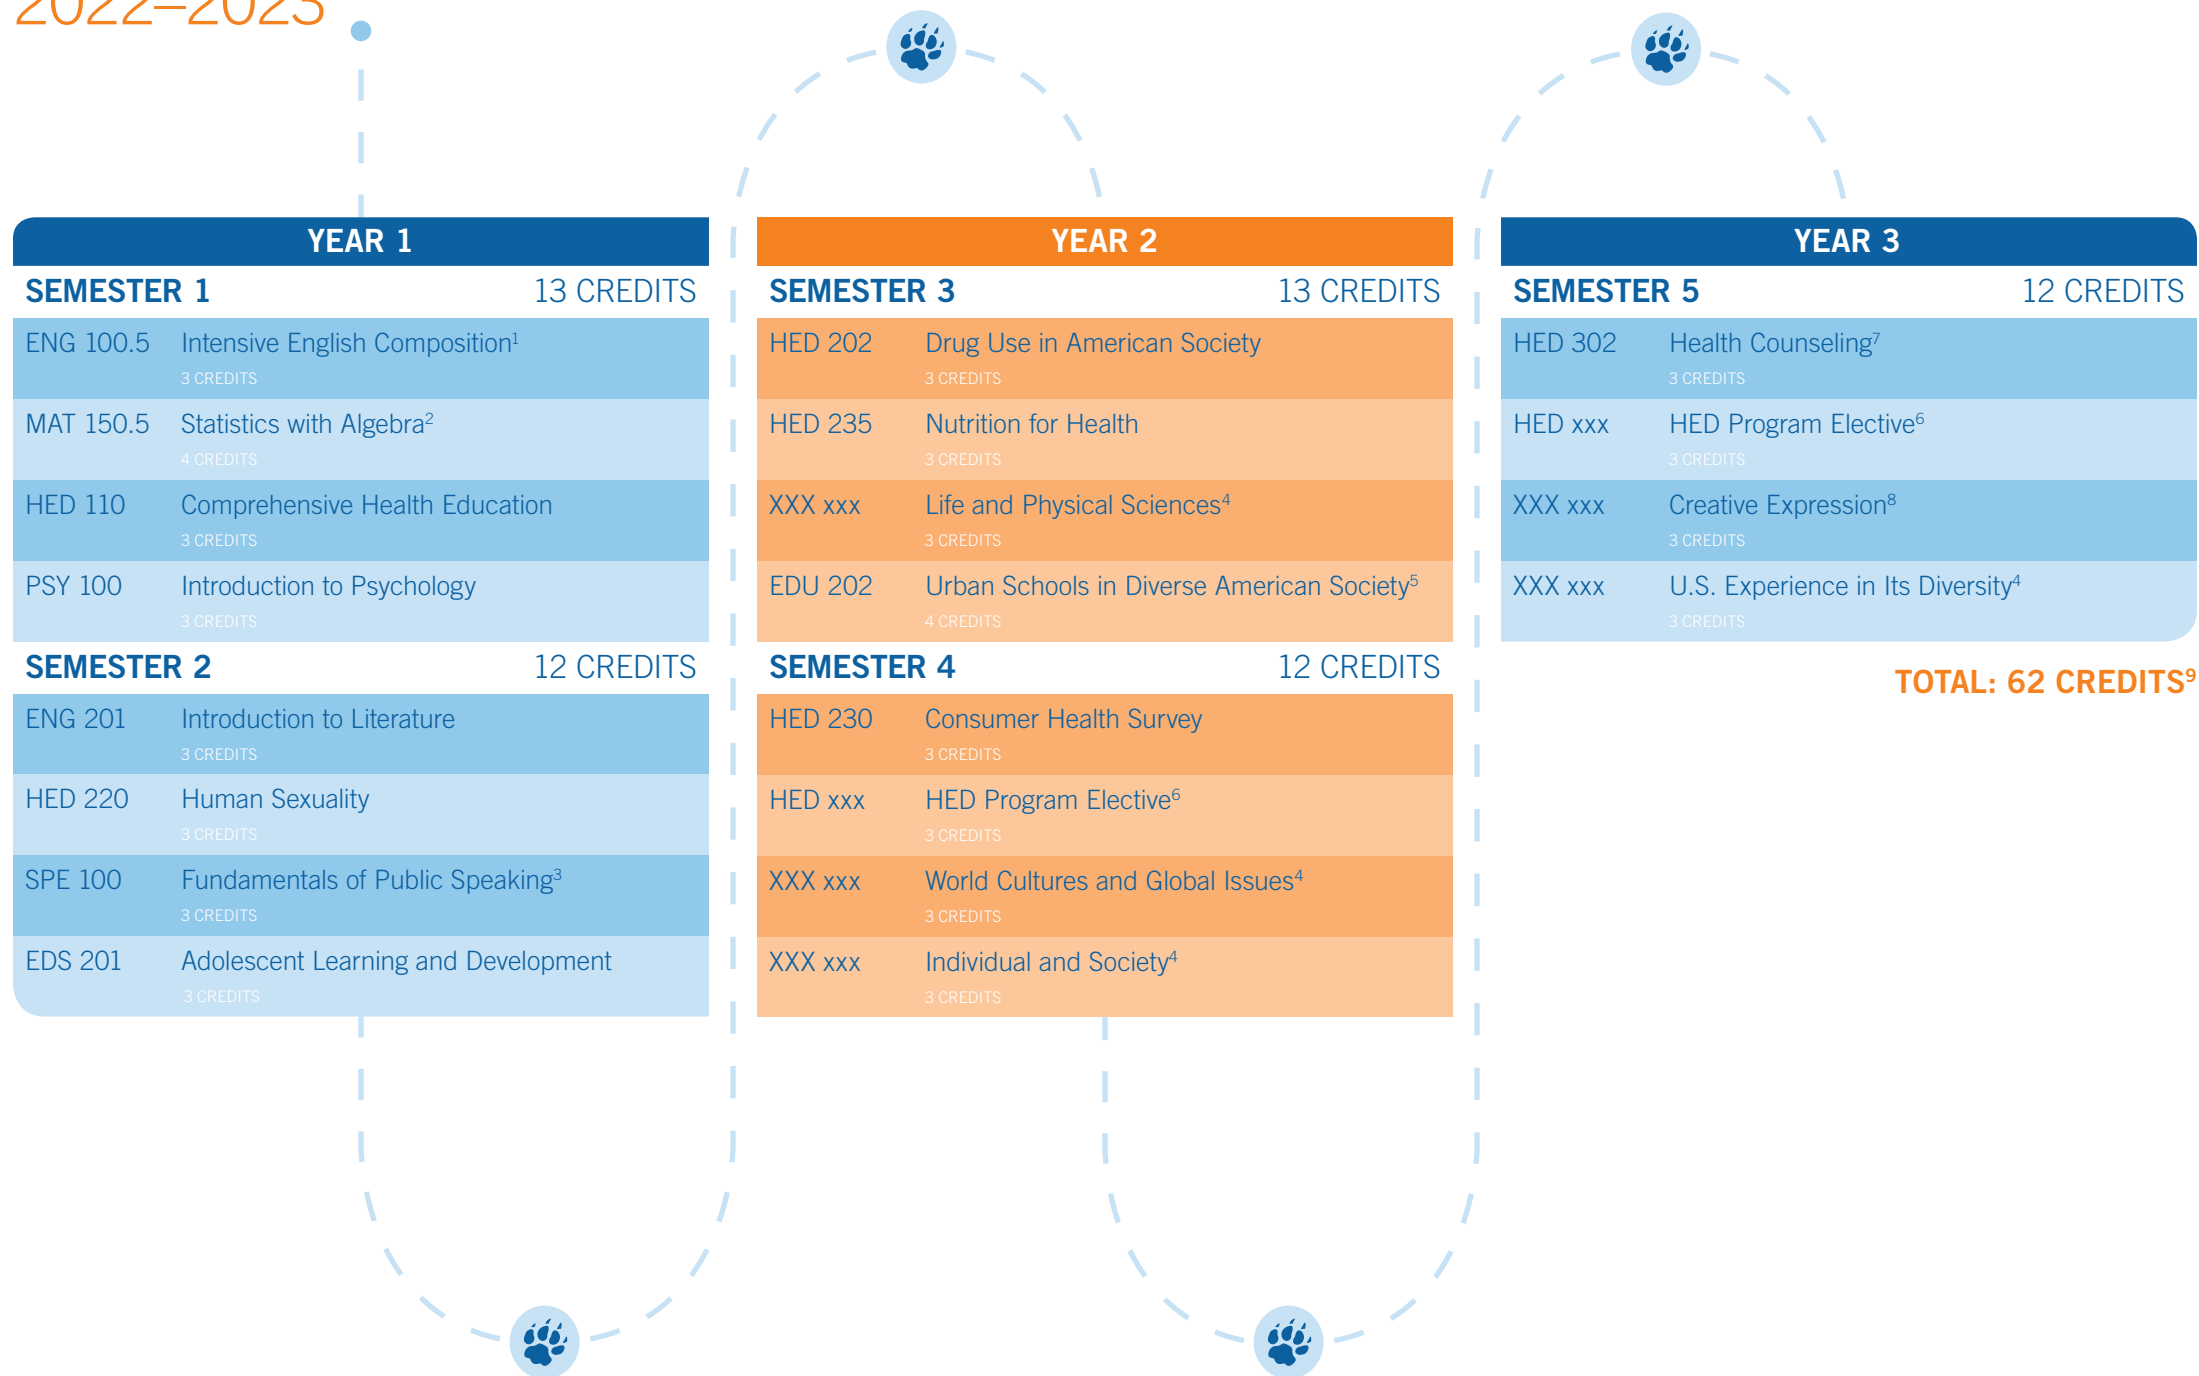 2022–2023
YEAR 1
SEMESTER 1 13 CREDITS
ENG 100.5 Intensive English Composition¹
3 CREDITS
MAT 150.5 Statistics with Algebra²
4 CREDITS
HED 110 Comprehensive Health Education
3 CREDITS
PSY 100 Introduction to Psychology
3 CREDITS
SEMESTER 2 12 CREDITS
ENG 201 Introduction to Literature
3 CREDITS
HED 220 Human Sexuality
3 CREDITS
SPE 100 Fundamentals of Public Speaking³
3 CREDITS
EDS 201 Adolescent Learning and Development
3 CREDITS
YEAR 2
SEMESTER 3 13 CREDITS
HED 202 Drug Use in American Society
3 CREDITS
HED 235 Nutrition for Health
3 CREDITS
XXX xxx Life and Physical Sciences⁴
3 CREDITS
EDU 202 Urban Schools in Diverse American Society⁵
4 CREDITS
SEMESTER 4 12 CREDITS
HED 230 Consumer Health Survey
3 CREDITS
HED xxx HED Program Elective⁶
3 CREDITS
XXX xxx World Cultures and Global Issues⁴
3 CREDITS
XXX xxx Individual and Society⁴
3 CREDITS
YEAR 3
SEMESTER 5 12 CREDITS
HED 302 Health Counseling⁷
3 CREDITS
HED xxx HED Program Elective⁶
3 CREDITS
XXX xxx Creative Expression⁸
3 CREDITS
XXX xxx U.S. Experience in Its Diversity⁴
3 CREDITS
TOTAL: 62 CREDITS⁹